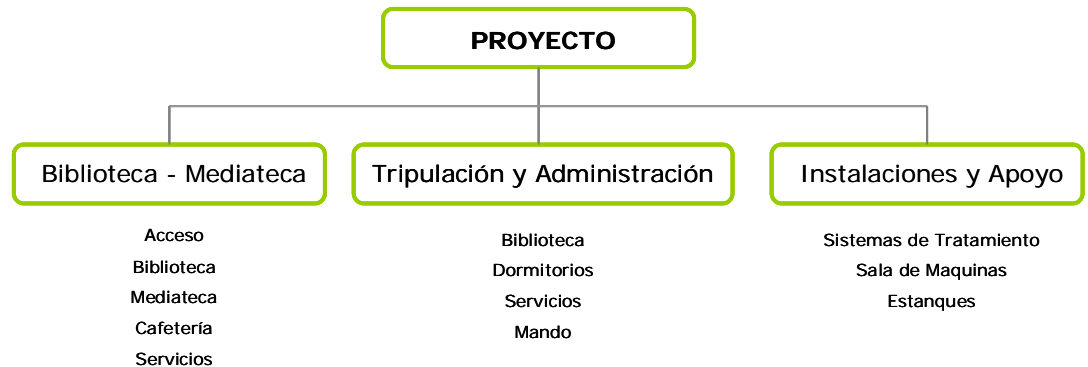 PROYECTO
Biblioteca - Mediateca
Acceso
Biblioteca
Mediateca
Cafetería
Servicios
Tripulación y Administración
Biblioteca
Dormitorios
Servicios
Mando
Instalaciones y Apoyo
Sistemas de Tratamiento
Sala de Maquinas
Estanques